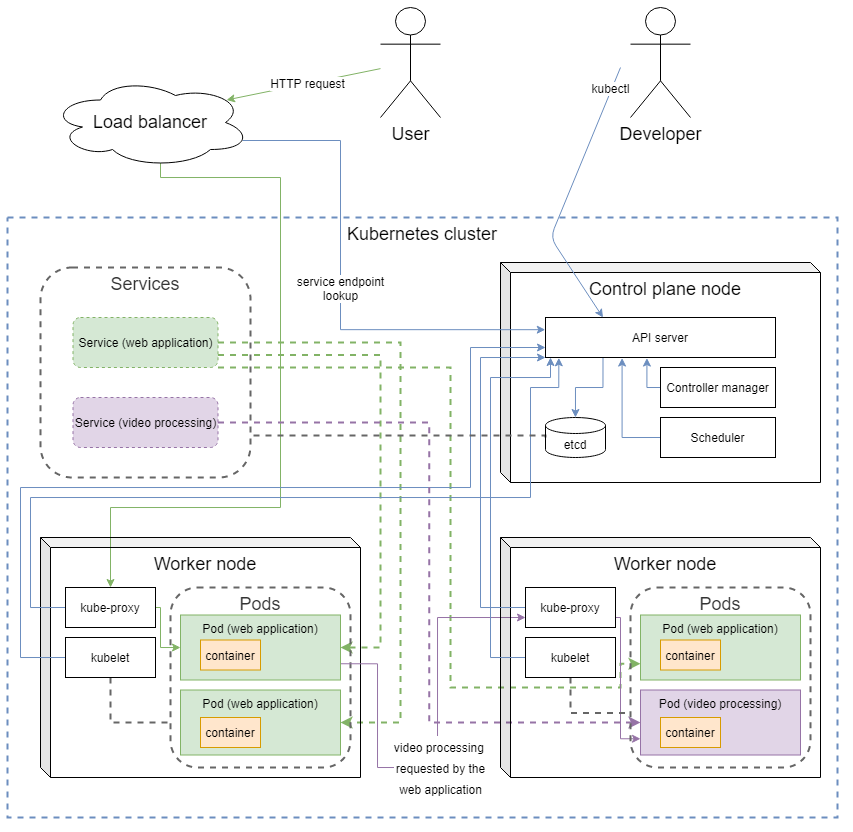 HTTP request
kubectl
Load balancer
User
Developer
Kubernetes cluster
Services
service endpoint
lookup
Control plane node
Service (web application)
API server
Controller manager
Service (video processing)
etcd
Scheduler
Worker node
kube-proxy
Pods
Pod (web application)
container
kubelet
Pod (web application)
container
video processing
requested by the
web application
Worker node
kube-proxy
Pods
Pod (web application)
container
kubelet
Pod (video processing)
container